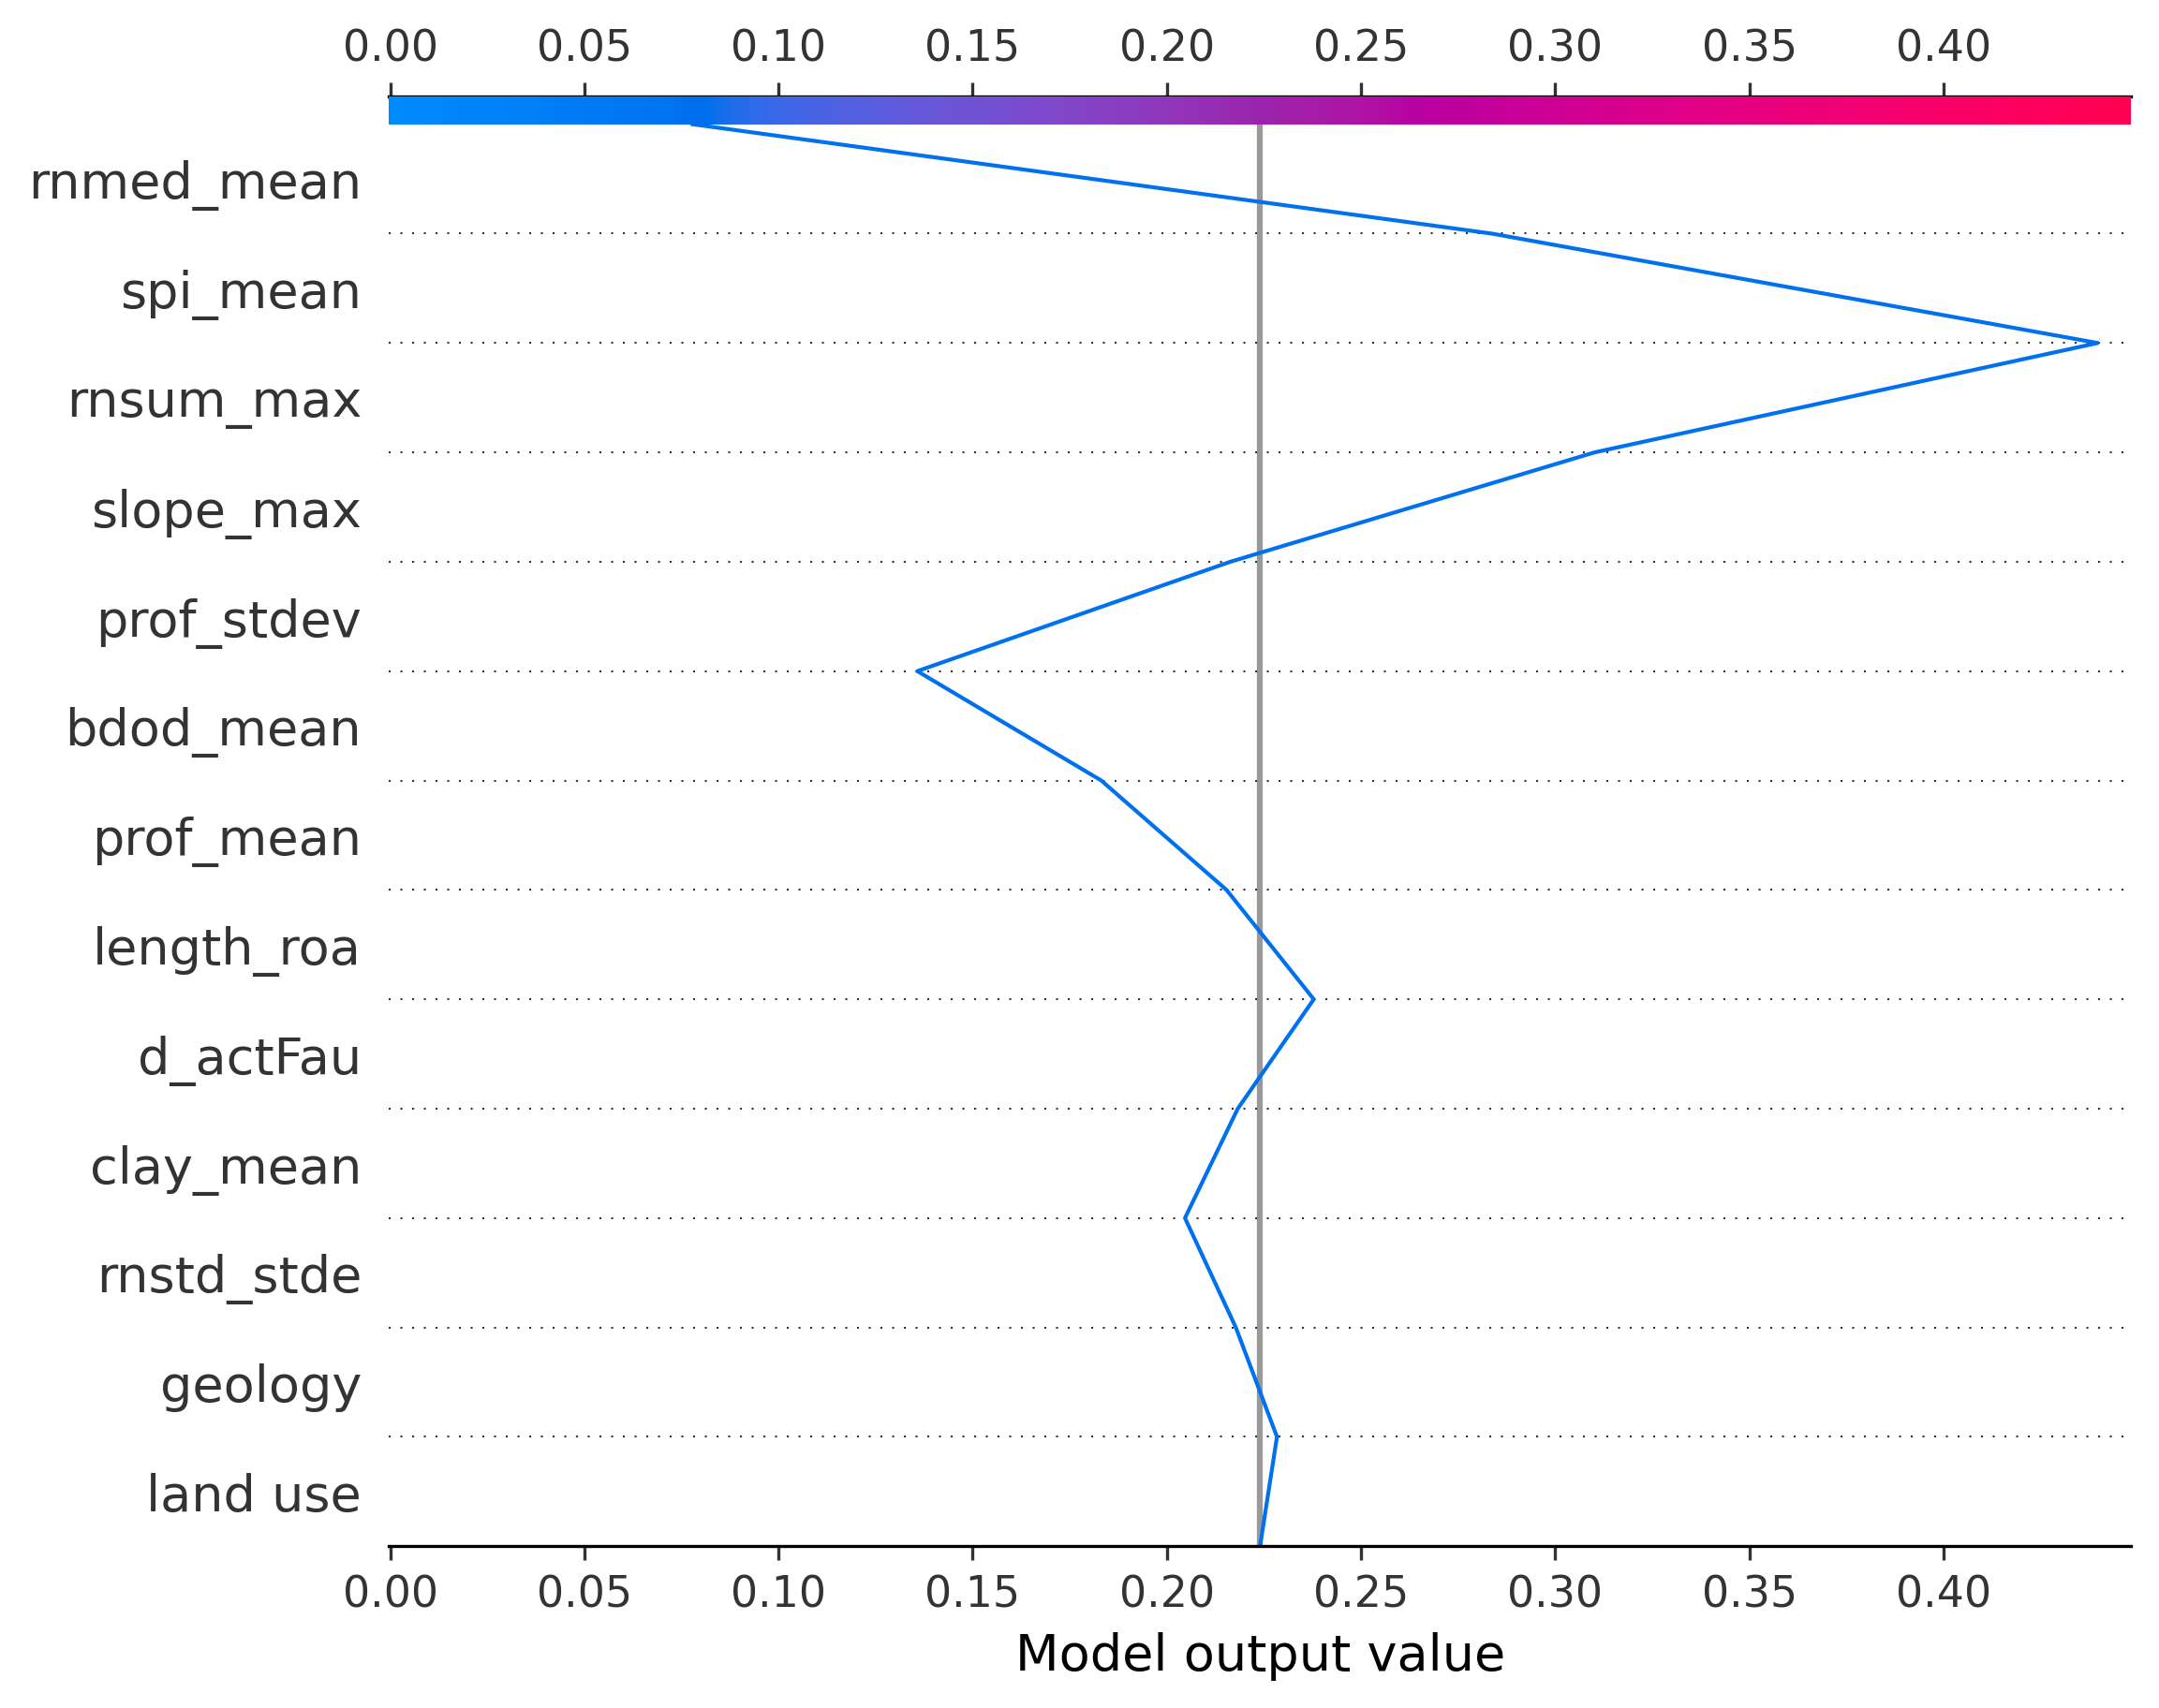 0.00 0.05 0.10 0.15 0.20 0.25 0.30 0.35 0.40
rnmed_mean
spi_mean
rnsum_max
slope_max
prof_stdev
bdod_mean
prof_mean
length_roa
d_actFau
clay_mean
rnstd_stde
geology
land use
0.00 0.05 0.10 0.15 0.20 0.25 0.30 0.35 0.40
Model output value